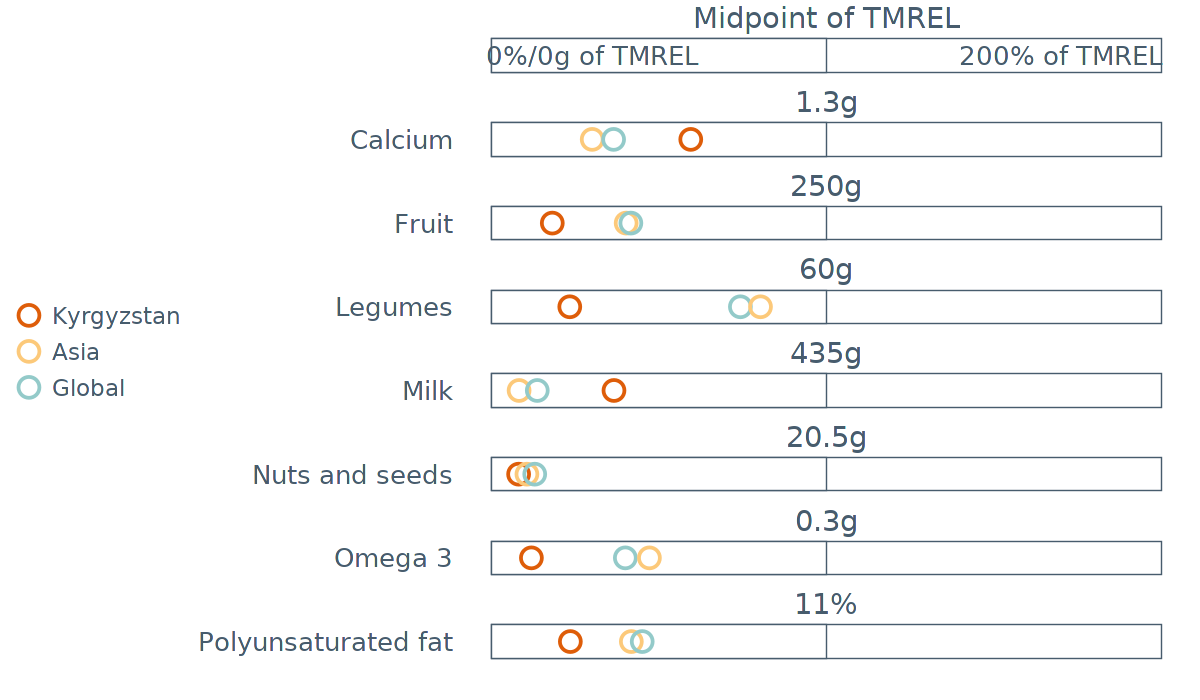 Midpoint of TMREL
0%/0g of TMREL
200% of TMREL
1.3g
Calcium
250g
Fruit
60g
Legumes
435g
Milk
20.5g
Nuts and seeds
0.3g
Omega 3
11%
Polyunsaturated fat
Kyrgyzstan
Asia
Global